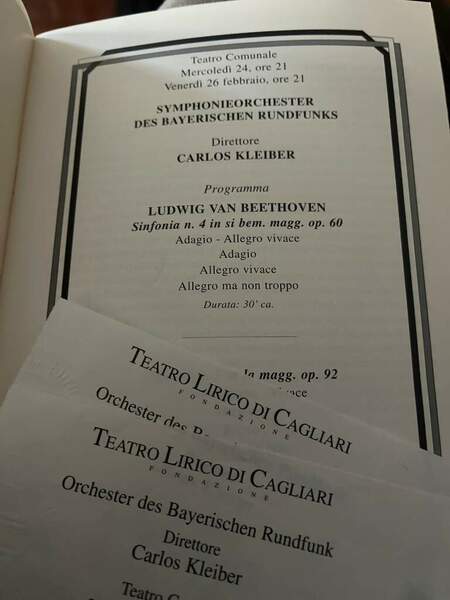 Teatro Comunale
Mercoledì 24, ore 21
Venerdì 26 febbraio, ore 21
SYMPHONIEORCHESTER
DES BAYERISCHEN RUNDFUNKS
Direttore
CARLOS KLEIBER
Programma
LUDWIG VAN BEETHOVEN
Sinfonia n. 4 in si bem. magg. op. 60
Adagio - Allegro vivace
Adagio
Allegro vivace
Allegro ma non troppo
Durata: 30' ca.
la magg. op. 92
TEATRO LIRICO DI CAGLIARI
FONDAZIONE
Orchester des
TEATRO LIRICO DI CAGLIARI
FONDAZIONE
Orchester des Bayerischen Rundfunk
Direttore
Carlos Kleiber